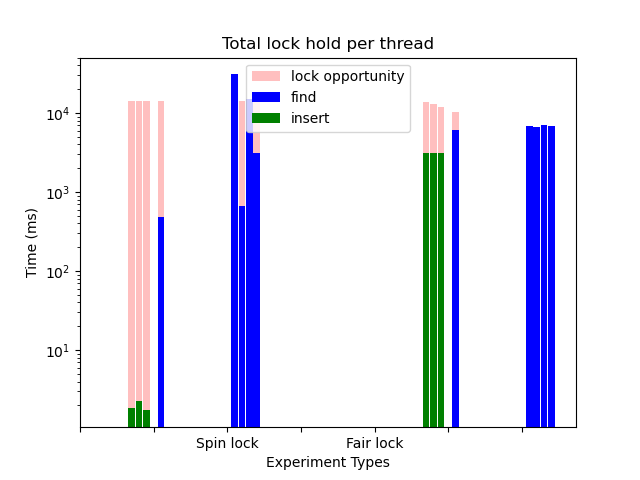 Total lock hold per thread
lock opportunity
find
insert
10^4
10^3
10^2
10^1
Time (ms)
Spin lock
Fair lock
Experiment Types